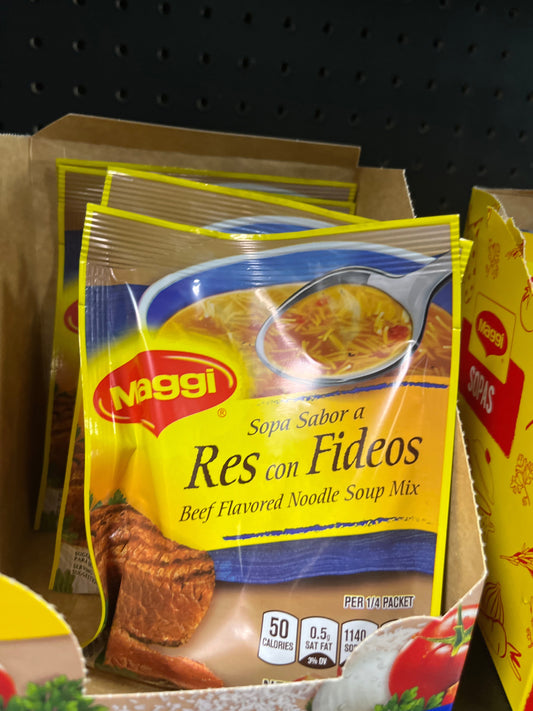 Maggi
®
Sopa Sabor a
Res con Fideos
Beef Flavored Noodle Soup Mix
PER 1/4 PACKET
50
CALORIES
0.5g
SAT FAT
3% DV
1140
Maggi
SOPAS